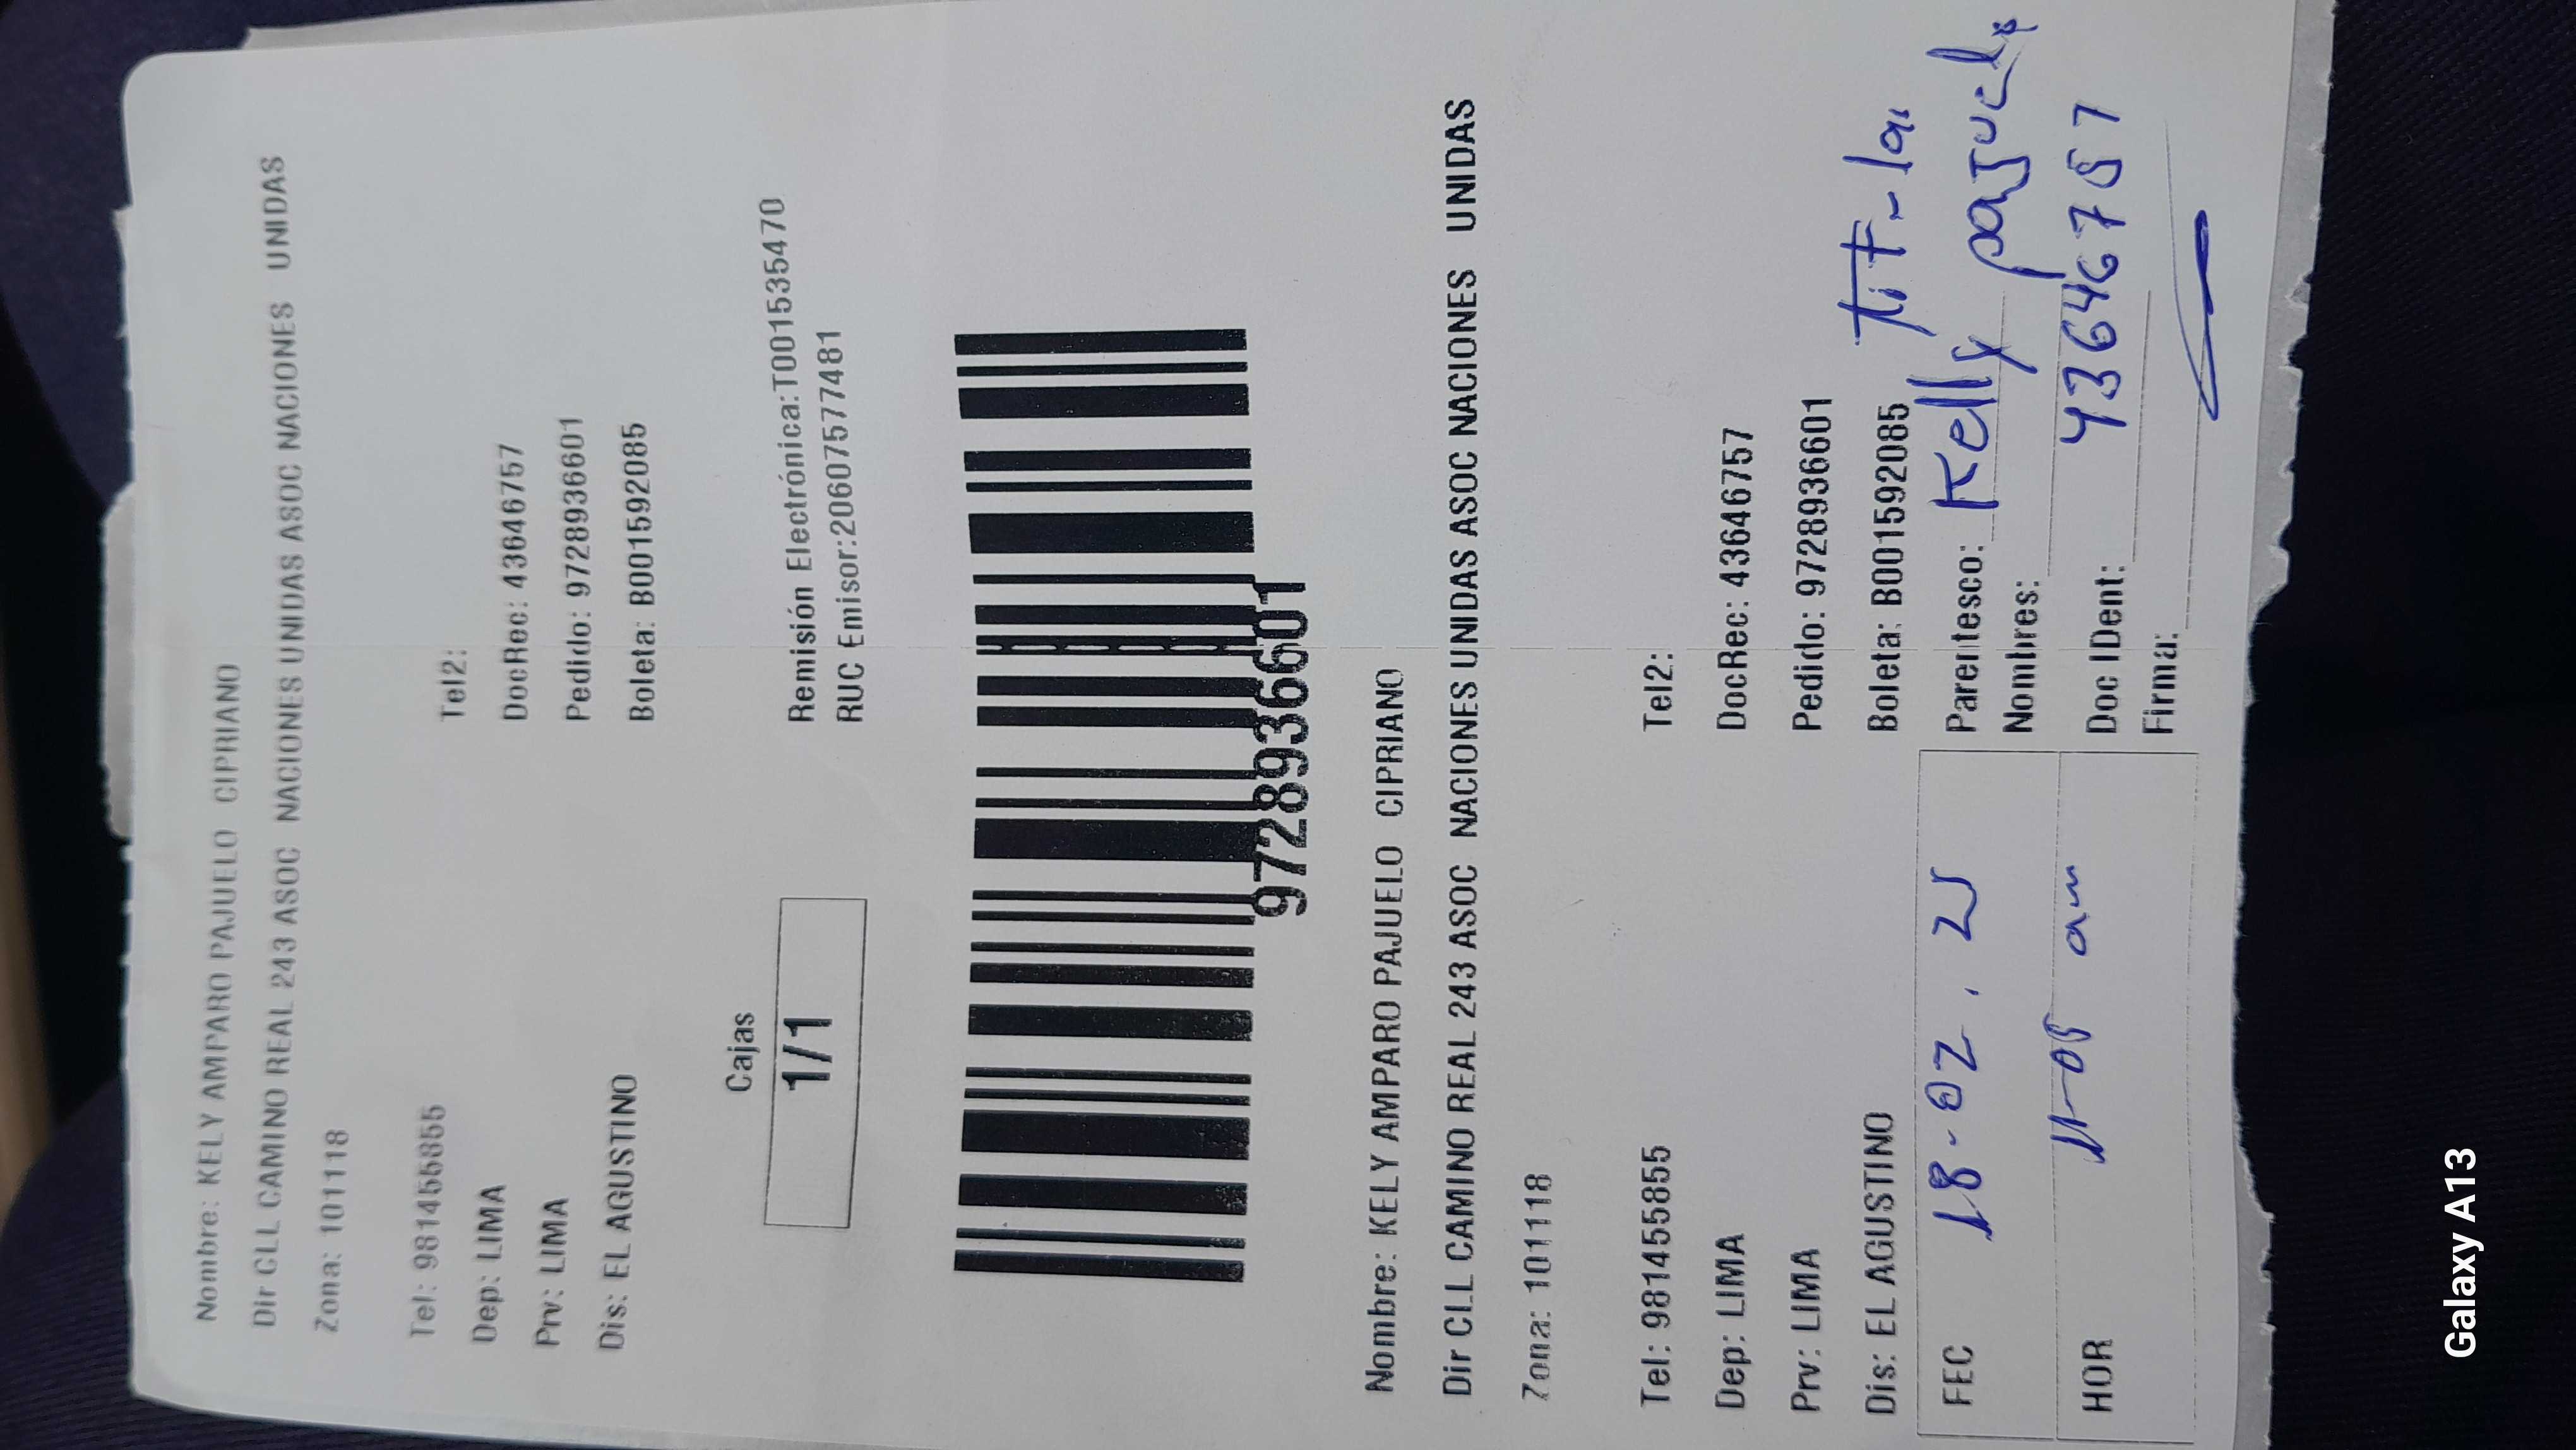 Nombre: KELY AMPARO PAJUELO CIPRIANO
Dir CLL CAMINO REAL 243 ASOC NACIONES UNIDAS ASOC NACIONES UNIDAS
Zona: 101118
Tel: 981455855 Tel2:
Dep: LIMA DocRec: 43646757
Prv: LIMA Pedido: 9728936601
Dis: EL AGUSTINO Boleta: B001592085
Cajas
1/1
Remisión Electrónica:T001535470
RUC Emisor:20607577481
9728936601
Nombre: KELY AMPARO PAJUELO CIPRIANO
Dir CLL CAMINO REAL 243 ASOC NACIONES UNIDAS ASOC NACIONES UNIDAS
Zona: 101118
Tel: 981455855 Tel2:
Dep: LIMA DocRec: 43646757
Prv: LIMA Pedido: 9728936601
Dis: EL AGUSTINO Boleta: B001592085
FEC 18-02.25
Parentesco:
Kelly pajuelo
Nombres:
HOR 11-05 am
Doc IDent: 43646757
Firma:
Galaxy A13